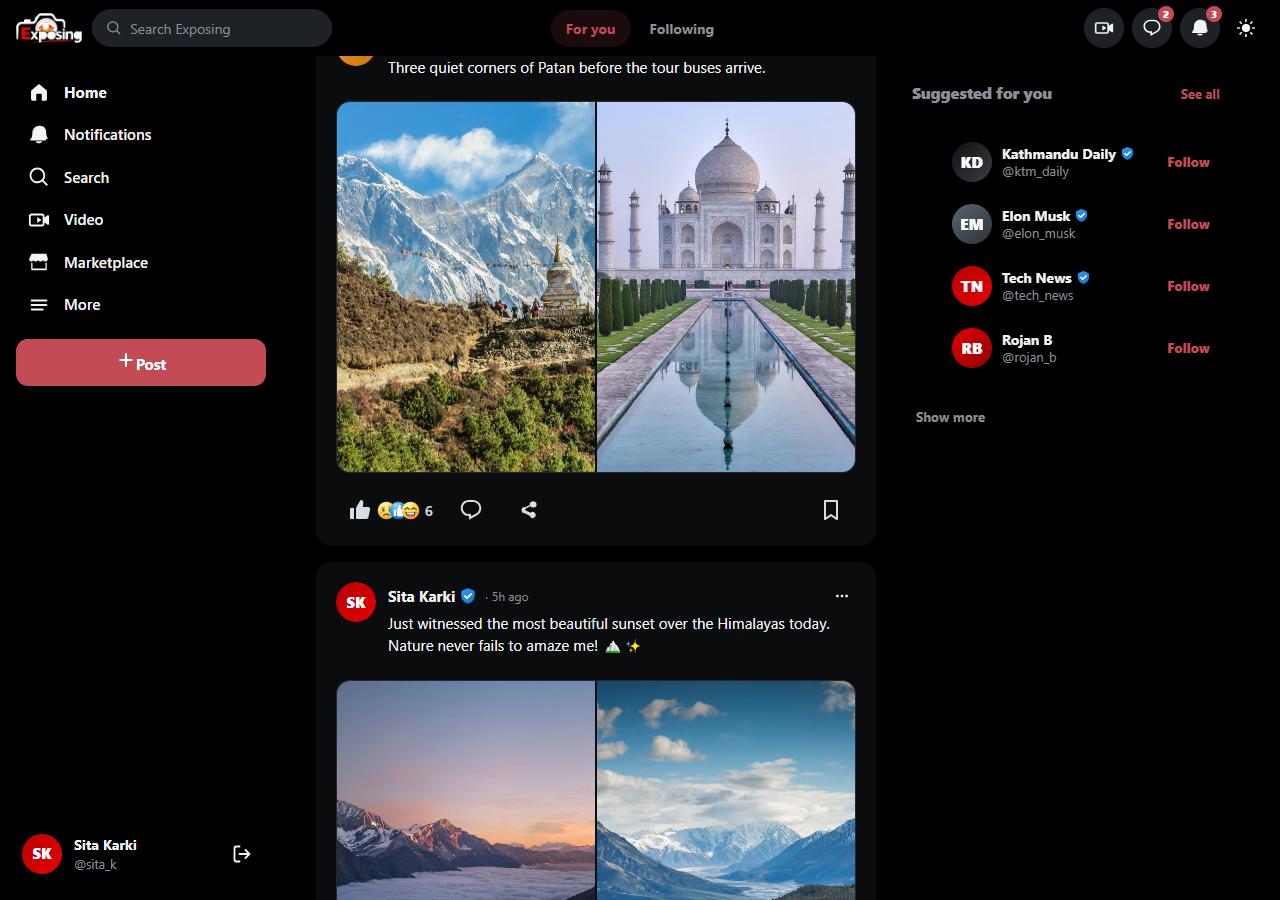 Exposing
Search Exposing
For you
Following
2
3
Home
Notifications
Search
Video
Marketplace
More
Post
Three quiet corners of Patan before the tour buses arrive.
6
SK
Sita Karki
· 5h ago
Just witnessed the most beautiful sunset over the Himalayas today.
Nature never fails to amaze me! 🏔️ ✨
Suggested for you
See all
KD
Kathmandu Daily
@ktm_daily
Follow
EM
Elon Musk
@elon_musk
Follow
TN
Tech News
@tech_news
Follow
RB
Rojan B
@rojan_b
Follow
Show more
SK
Sita Karki
@sita_k